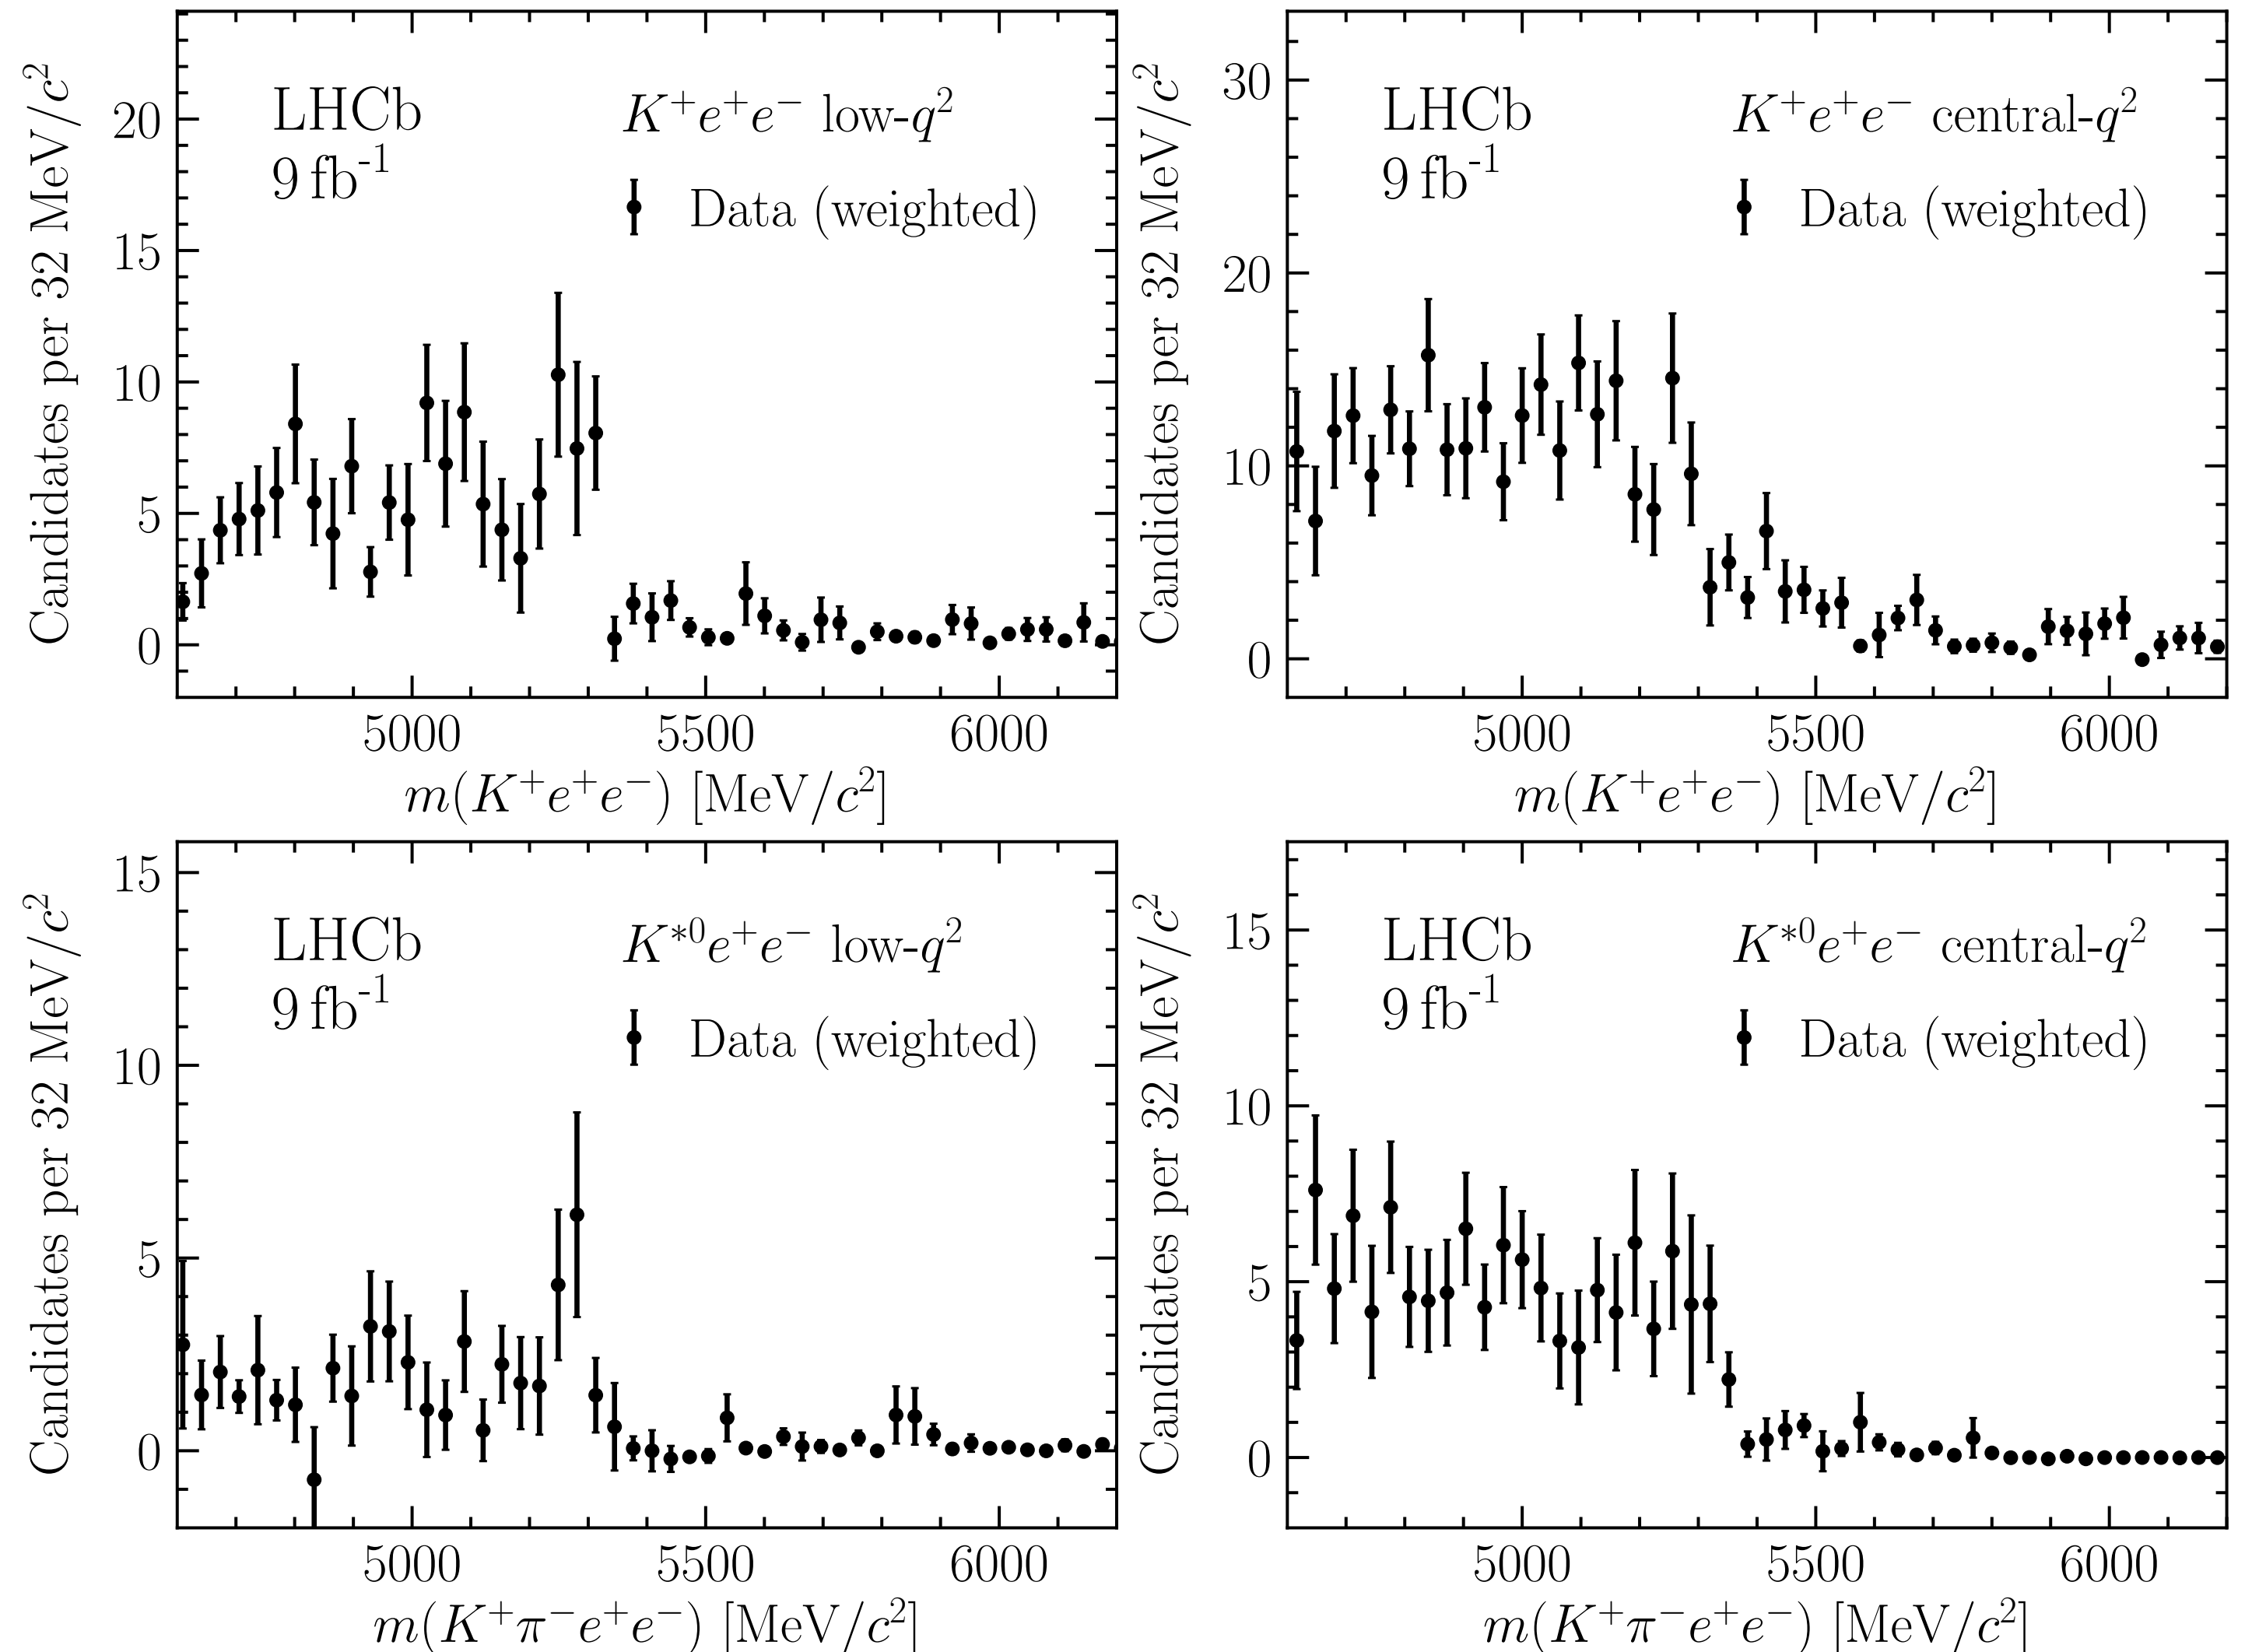 Candidates per 32 MeV/c²
20
15
10
5
0
LHCb
9 fb⁻¹
K⁺e⁺e⁻ low-q²
Data (weighted)
5000 5500 6000
m(K⁺e⁺e⁻) [MeV/c²]
Candidates per 32 MeV/c²
30
20
10
0
LHCb
9 fb⁻¹
K⁺e⁺e⁻ central-q²
Data (weighted)
5000 5500 6000
m(K⁺e⁺e⁻) [MeV/c²]
Candidates per 32 MeV/c²
15
10
5
0
LHCb
9 fb⁻¹
K*⁰e⁺e⁻ low-q²
Data (weighted)
5000 5500 6000
m(K⁺π⁻e⁺e⁻) [MeV/c²]
Candidates per 32 MeV/c²
15
10
5
0
LHCb
9 fb⁻¹
K*⁰e⁺e⁻ central-q²
Data (weighted)
5000 5500 6000
m(K⁺π⁻e⁺e⁻) [MeV/c²]